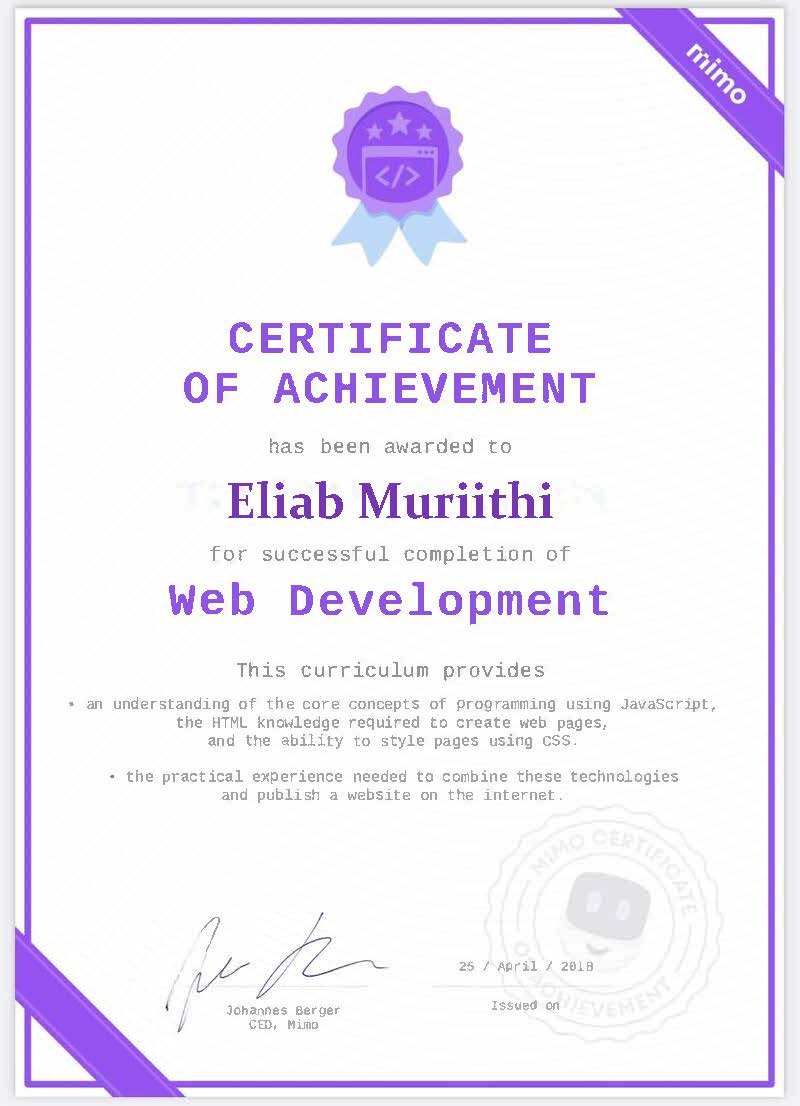 mimo
</>
CERTIFICATE
OF ACHIEVEMENT
has been awarded to
Eliab Muriithi
for successful completion of
Web Development
This curriculum provides
• an understanding of the core concepts of programming using JavaScript,
the HTML knowledge required to create web pages,
and the ability to style pages using CSS.
• the practical experience needed to combine these technologies
and publish a website on the internet.
MIMO CERTIFICATE
OF ACHIEVEMENT
25 / April / 2018
Johannes Berger
CEO, Mimo
Issued on